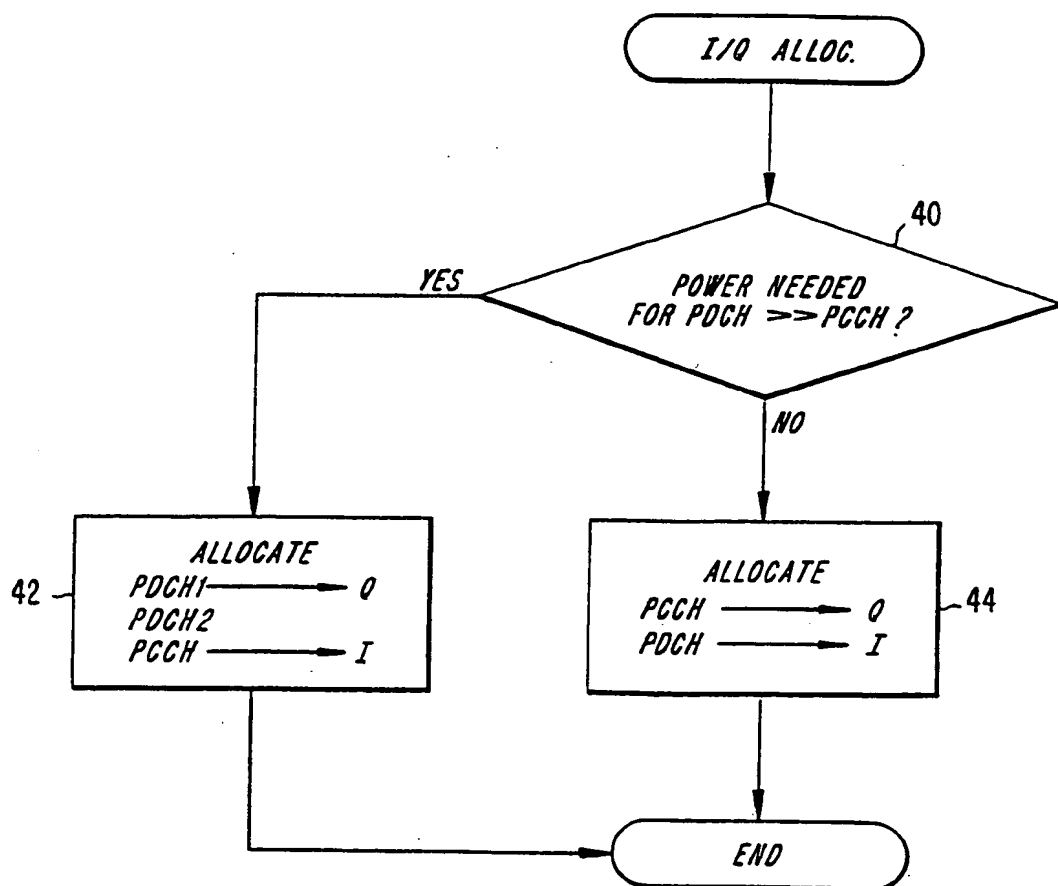 I/Q ALLOC.
40
POWER NEEDED
FOR PDCH >> PCCH?
YES
NO
42
ALLOCATE
PDCH1 Q
PDCH2
PCCH I
ALLOCATE
PCCH Q
PDCH I
44
END